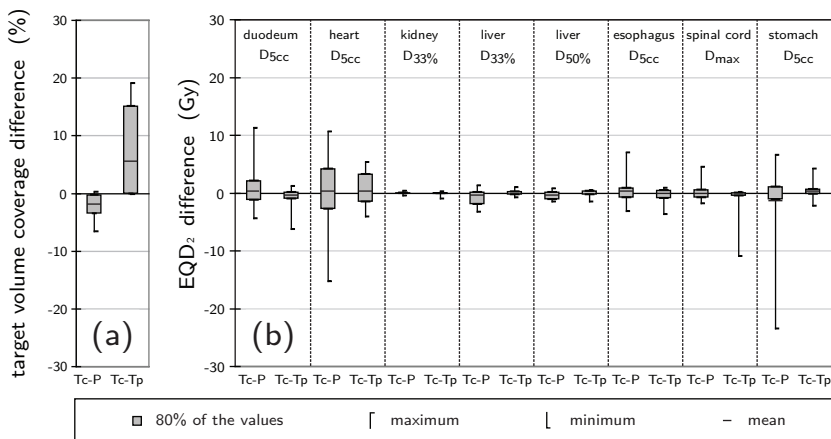 target volume coverage difference (%)
30
20
10
0
-10
-20
-30
(a)
Tc-P Tc-Tp
EQD2 difference (Gy)
30
20
10
0
-10
-20
-30
duodeum heart kidney liver liver esophagus spinal cord stomach
D5cc D5cc D33% D33% D50% D5cc Dmax D5cc
(b)
Tc-P Tc-Tp Tc-P Tc-Tp Tc-P Tc-Tp Tc-P Tc-Tp Tc-P Tc-Tp Tc-P Tc-Tp Tc-P Tc-Tp Tc-P Tc-Tp
80% of the values maximum minimum mean